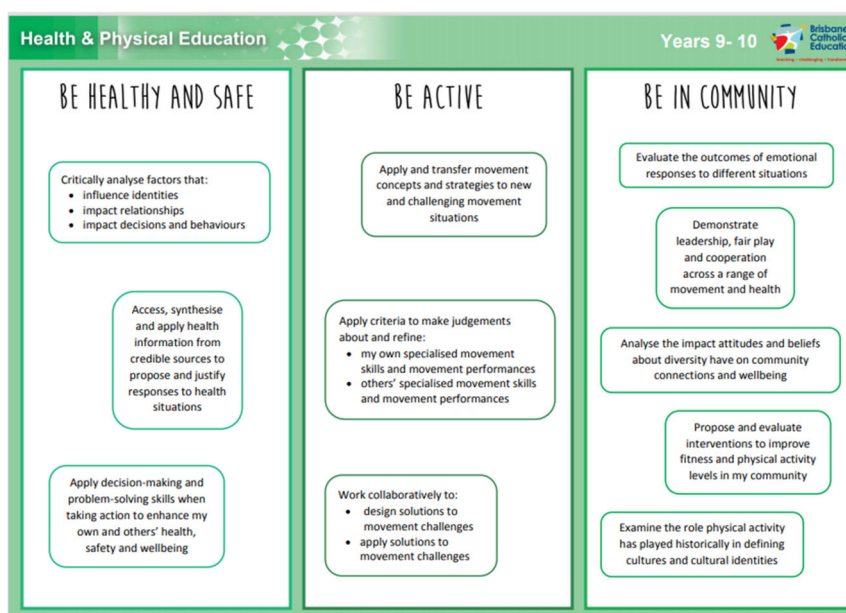 Health & Physical Education
Years 9- 10
Brisbane
Catholic
Education
teaching • challenging • transforming
BE HEALTHY AND SAFE
Critically analyse factors that:
• influence identities
• impact relationships
• impact decisions and behaviours
Access, synthesise
and apply health
information from
credible sources to
propose and justify
responses to health
situations
Apply decision-making and
problem-solving skills when
taking action to enhance my
own and others’ health,
safety and wellbeing
BE ACTIVE
Apply and transfer movement
concepts and strategies to new
and challenging movement
situations
Apply criteria to make judgements
about and refine:
• my own specialised movement
skills and movement performances
• others’ specialised movement skills
and movement performances
Work collaboratively to:
• design solutions to
movement challenges
• apply solutions to
movement challenges
BE IN COMMUNITY
Evaluate the outcomes of emotional
responses to different situations
Demonstrate
leadership, fair play
and cooperation
across a range of
movement and health
Analyse the impact attitudes and beliefs
about diversity have on community
connections and wellbeing
Propose and evaluate
interventions to improve
fitness and physical activity
levels in my community
Examine the role physical activity
has played historically in defining
cultures and cultural identities